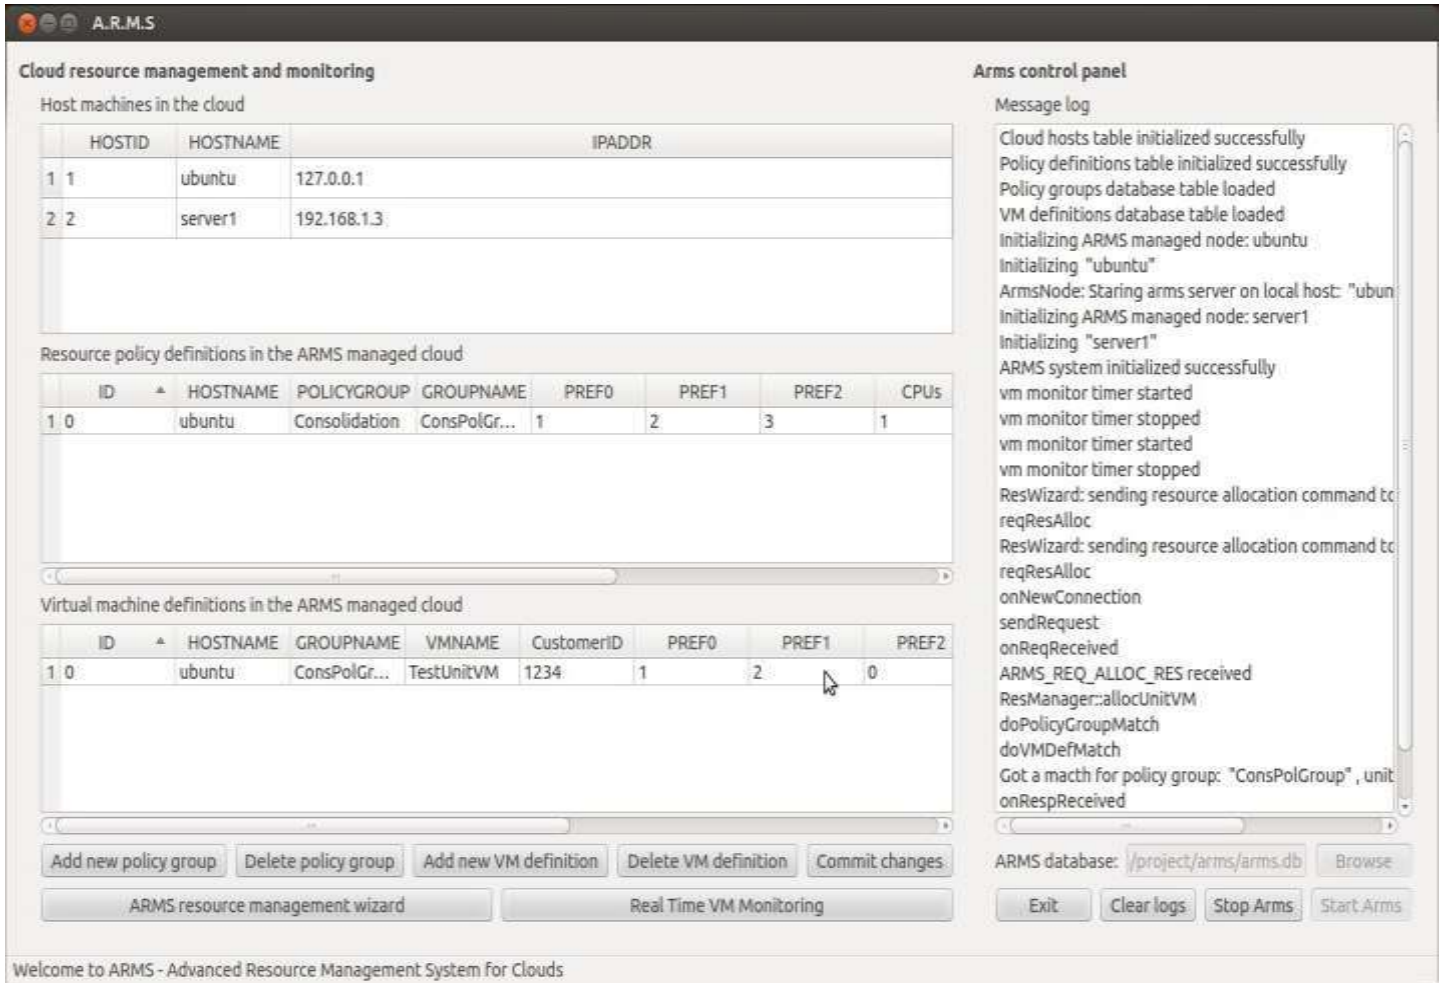 A.R.M.S
Cloud resource management and monitoring
Host machines in the cloud
HOSTID HOSTNAME IPADDR
1 1 ubuntu 127.0.0.1
2 2 server1 192.168.1.3
Resource policy definitions in the ARMS managed cloud
ID HOSTNAME POLICYGROUP GROUPNAME PREF0 PREF1 PREF2 CPUs
1 0 ubuntu Consolidation ConsPolGr... 1 2 3 1
Virtual machine definitions in the ARMS managed cloud
ID HOSTNAME GROUPNAME VMNAME CustomerID PREF0 PREF1 PREF2
1 0 ubuntu ConsPolGr... TestUnitVM 1234 1 2 0
Add new policy group Delete policy group Add new VM definition Delete VM definition Commit changes
ARMS resource management wizard Real Time VM Monitoring
Arms control panel
Message log
Cloud hosts table initialized successfully
Policy definitions table initialized successfully
Policy groups database table loaded
VM definitions database table loaded
Initializing ARMS managed node: ubuntu
Initializing "ubuntu"
ArmsNode: Staring arms server on local host: "ubun
Initializing ARMS managed node: server1
Initializing "server1"
ARMS system initialized successfully
vm monitor timer started
vm monitor timer stopped
vm monitor timer started
vm monitor timer stopped
ResWizard: sending resource allocation command to
reqResAlloc
ResWizard: sending resource allocation command to
reqResAlloc
onNewConnection
sendRequest
onReqReceived
ARMS_REQ_ALLOC_RES received
ResManager::allocUnitVM
doPolicyGroupMatch
doVMDefMatch
Got a macth for policy group: "ConsPolGroup" , unit
onRespReceived
ARMS database: /project/arms/arms.db Browse
Exit Clear logs Stop Arms Start Arms
Welcome to ARMS - Advanced Resource Management System for Clouds